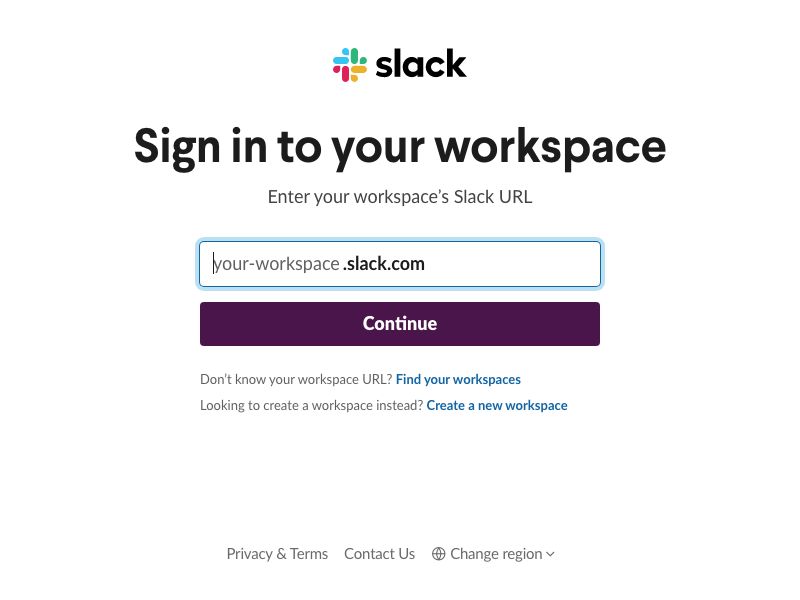 slack
Sign in to your workspace
Enter your workspace’s Slack URL
your-workspace.slack.com
Continue
Don’t know your workspace URL? Find your workspaces
Looking to create a workspace instead? Create a new workspace
Privacy & Terms Contact Us Change region